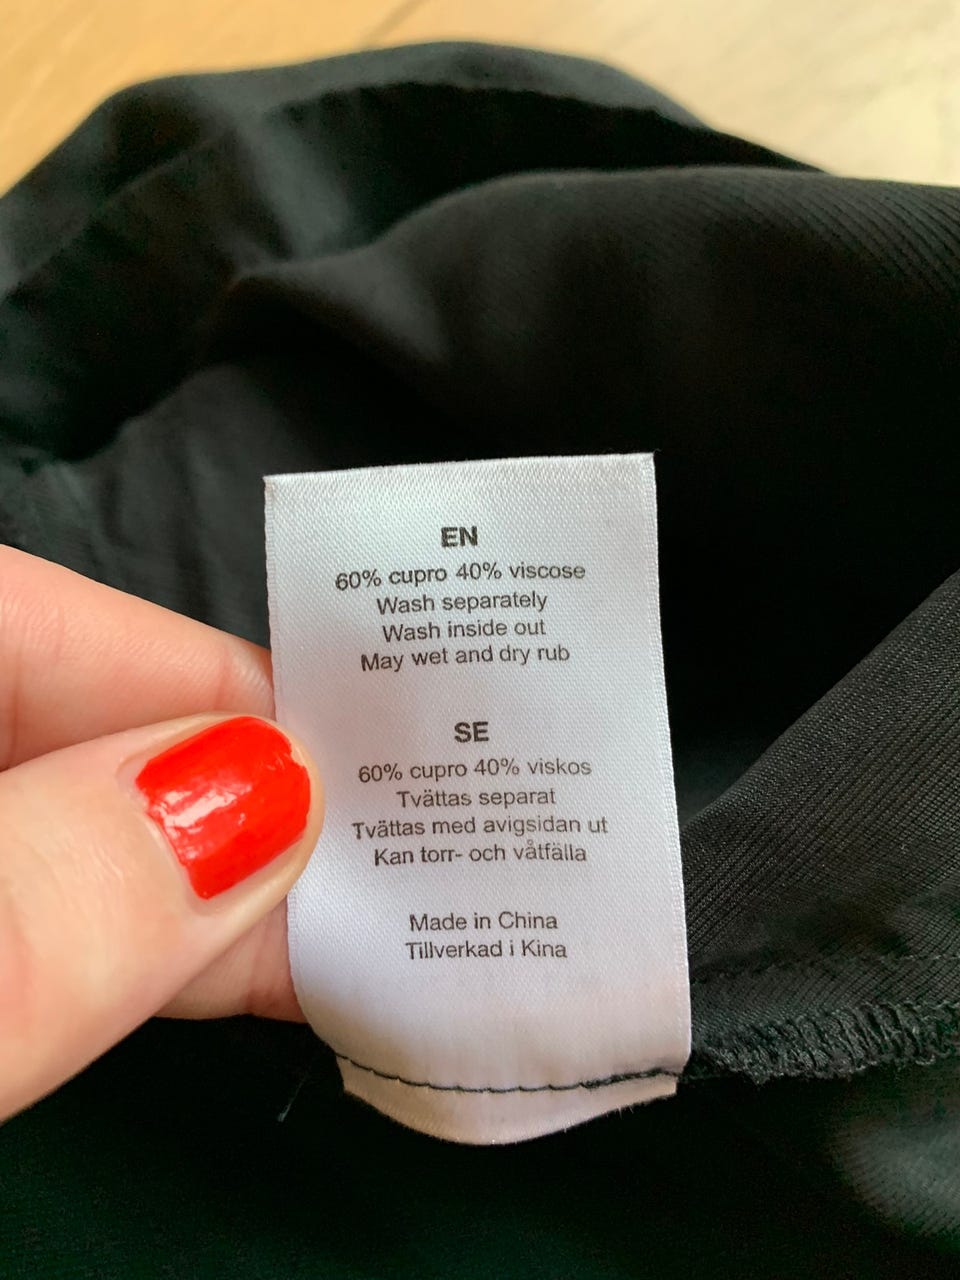 EN
60% cupro 40% viscose
Wash separately
Wash inside out
May wet and dry rub
SE
60% cupro 40% viskos
Tvättas separat
Tvättas med avigsidan ut
Kan torr- och våtfälla
Made in China
Tillverkad i Kina